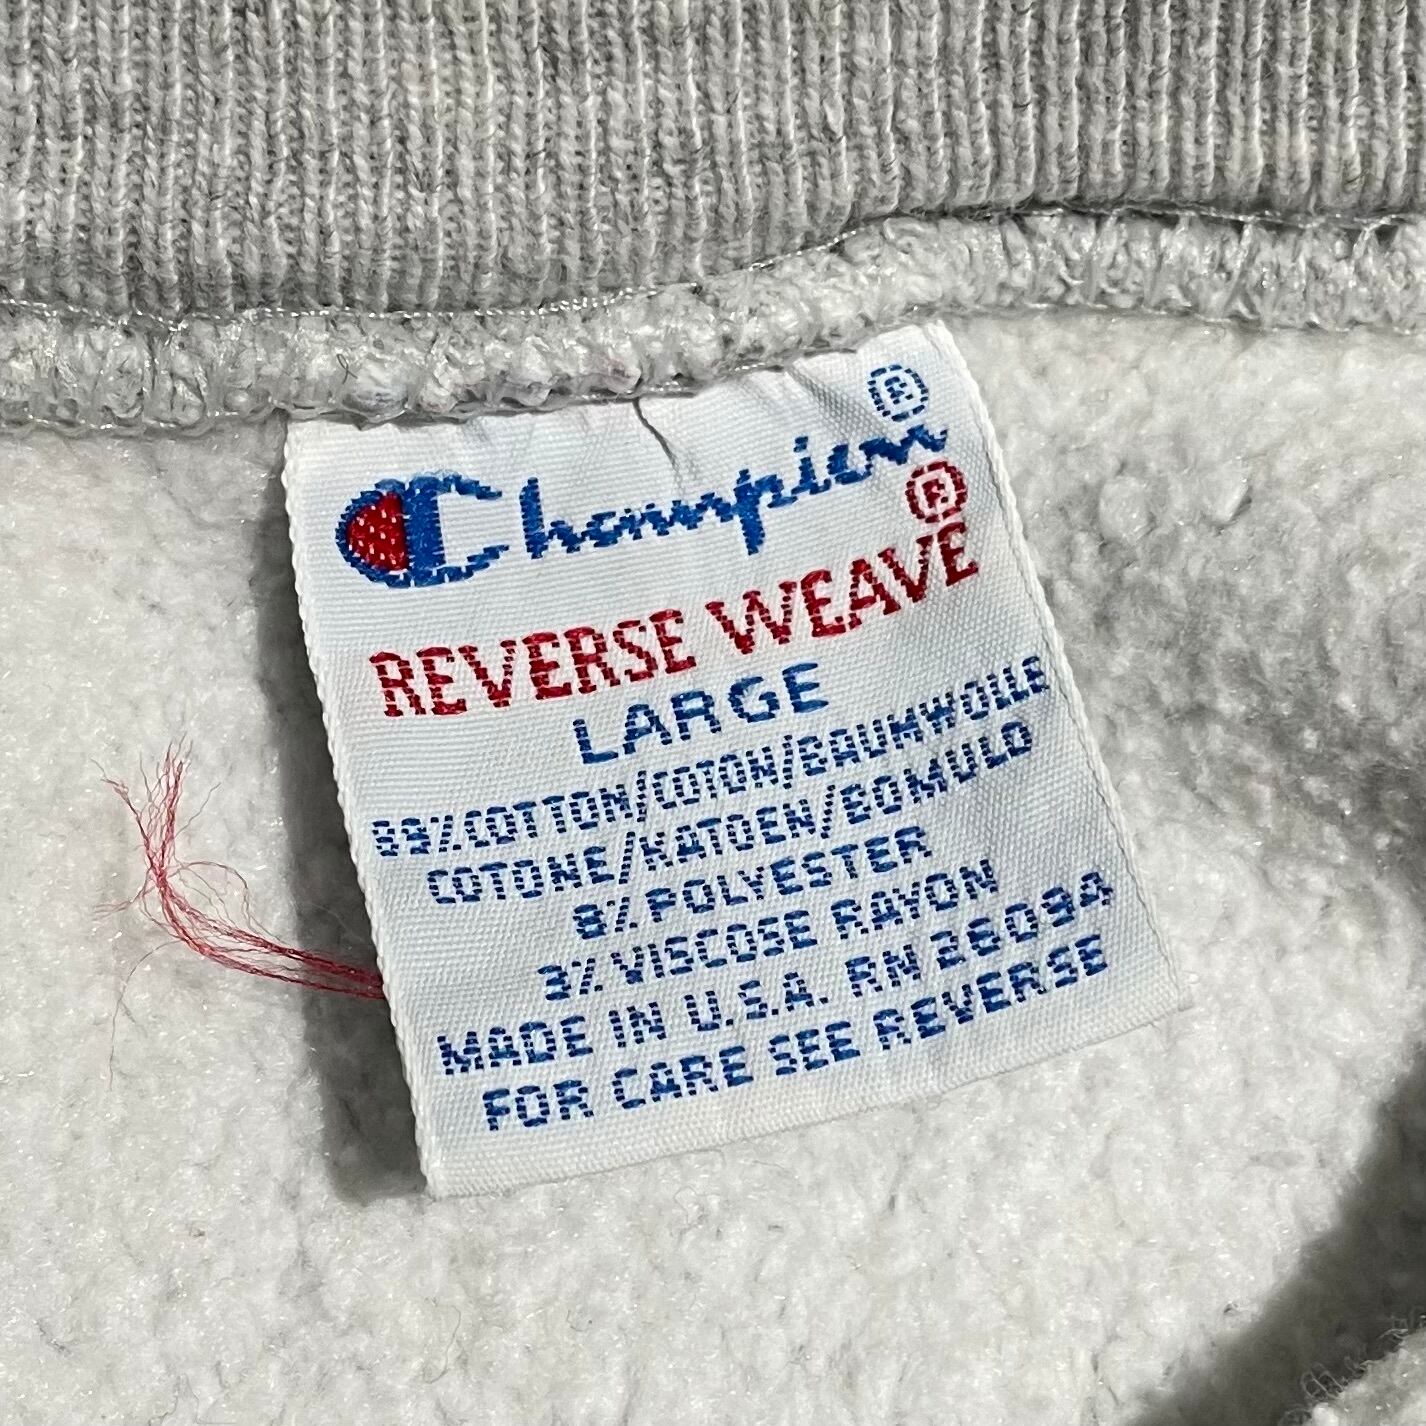 Champion®
REVERSE WEAVE®
LARGE
89% COTTON/COTON/BAUMWOLLE
COTONE/KATOEN/BOMULD
8% POLYESTER
3% VISCOSE RAYON
MADE IN U.S.A. RN 26094
FOR CARE SEE REVERSE